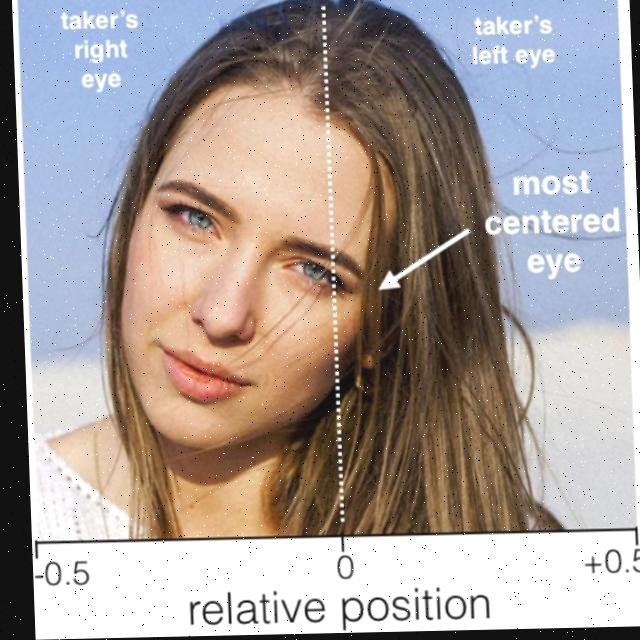 taker's
right
eye
taker's
left eye
most
centered
eye
-0.5
0
+0.5
relative position